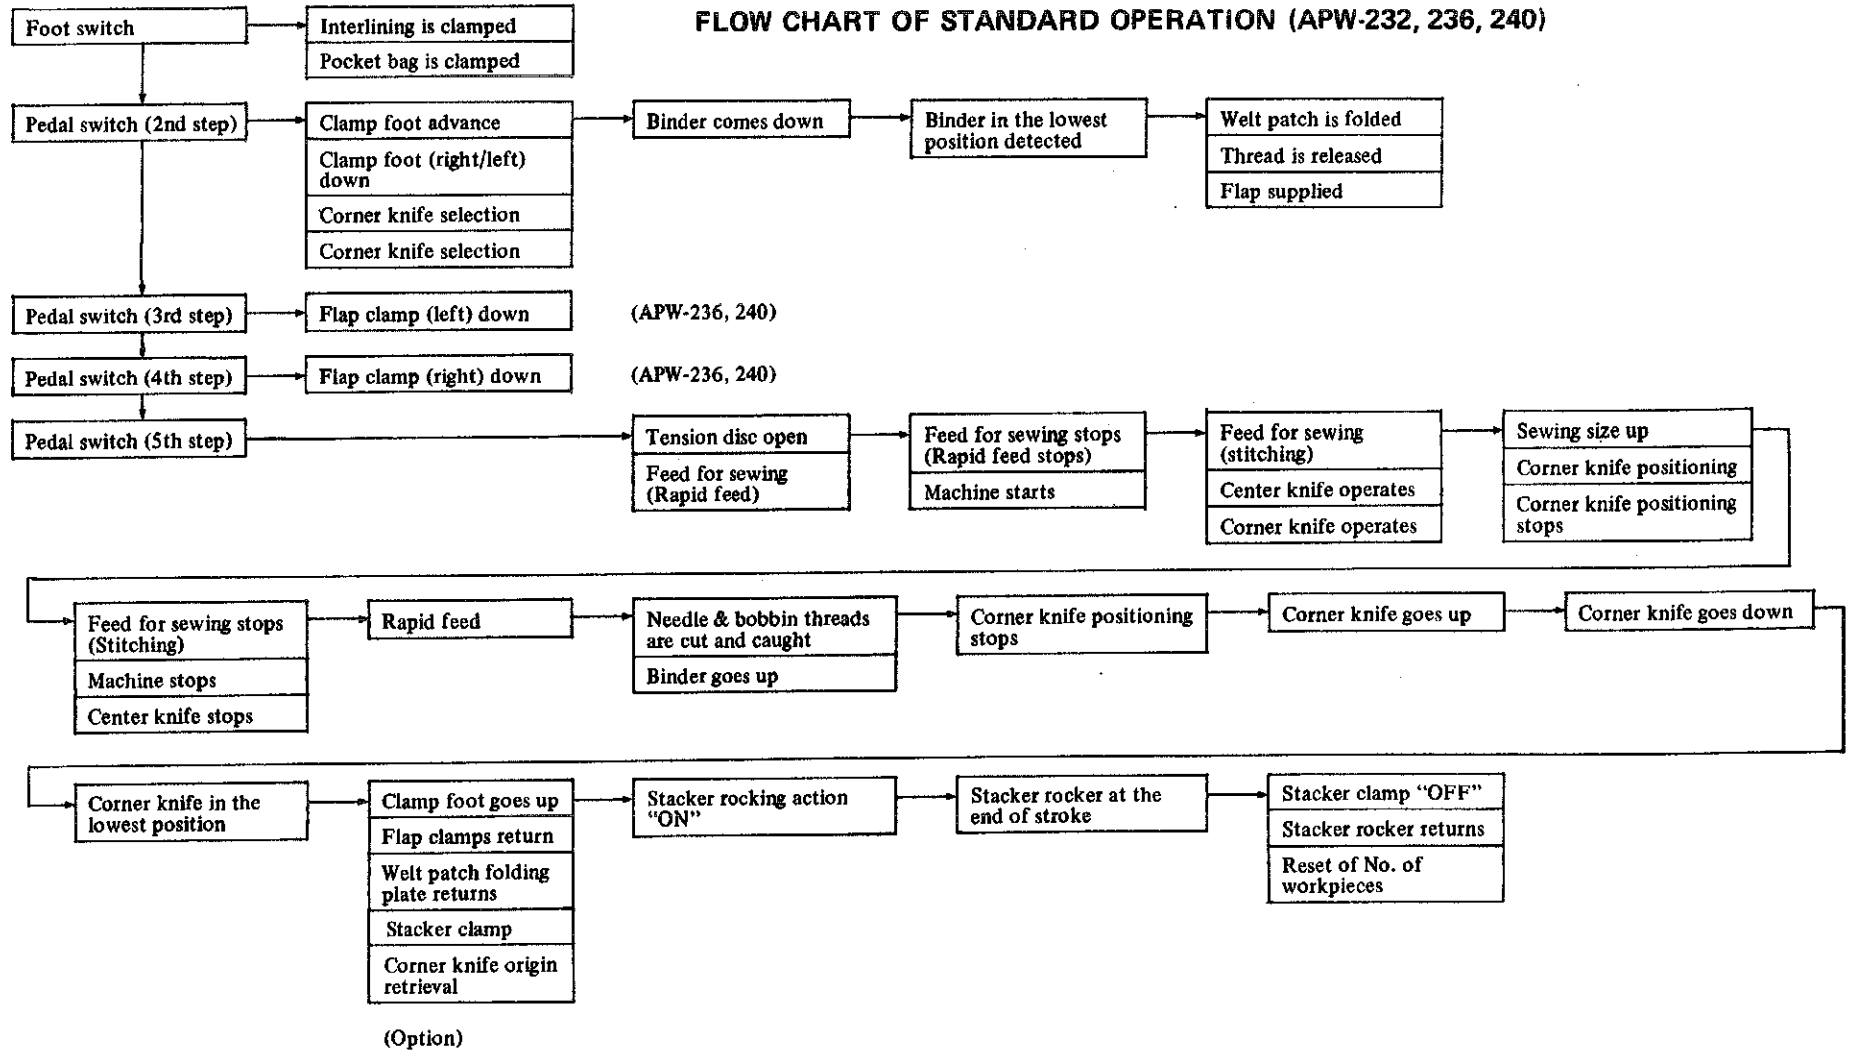 FLOW CHART OF STANDARD OPERATION (APW-232, 236, 240)
Foot switch
Interlining is clamped
Pocket bag is clamped
Pedal switch (2nd step)
Clamp foot advance
Clamp foot (right/left)
down
Corner knife selection
Corner knife selection
Binder comes down
Binder in the lowest
position detected
Welt patch is folded
Thread is released
Flap supplied
Pedal switch (3rd step)
Flap clamp (left) down
(APW-236, 240)
Pedal switch (4th step)
Flap clamp (right) down
(APW-236, 240)
Pedal switch (5th step)
Tension disc open
Feed for sewing
(Rapid feed)
Feed for sewing stops
(Rapid feed stops)
Machine starts
Feed for sewing
(stitching)
Center knife operates
Corner knife operates
Sewing size up
Corner knife positioning
Corner knife positioning
stops
Feed for sewing stops
(Stitching)
Machine stops
Center knife stops
Rapid feed
Needle & bobbin threads
are cut and caught
Binder goes up
Corner knife positioning
stops
Corner knife goes up
Corner knife goes down
Corner knife in the
lowest position
Clamp foot goes up
Flap clamps return
Welt patch folding
plate returns
Stacker clamp
Corner knife origin
retrieval
(Option)
Stacker rocking action
“ON”
Stacker rocker at the
end of stroke
Stacker clamp “OFF”
Stacker rocker returns
Reset of No. of
workpieces